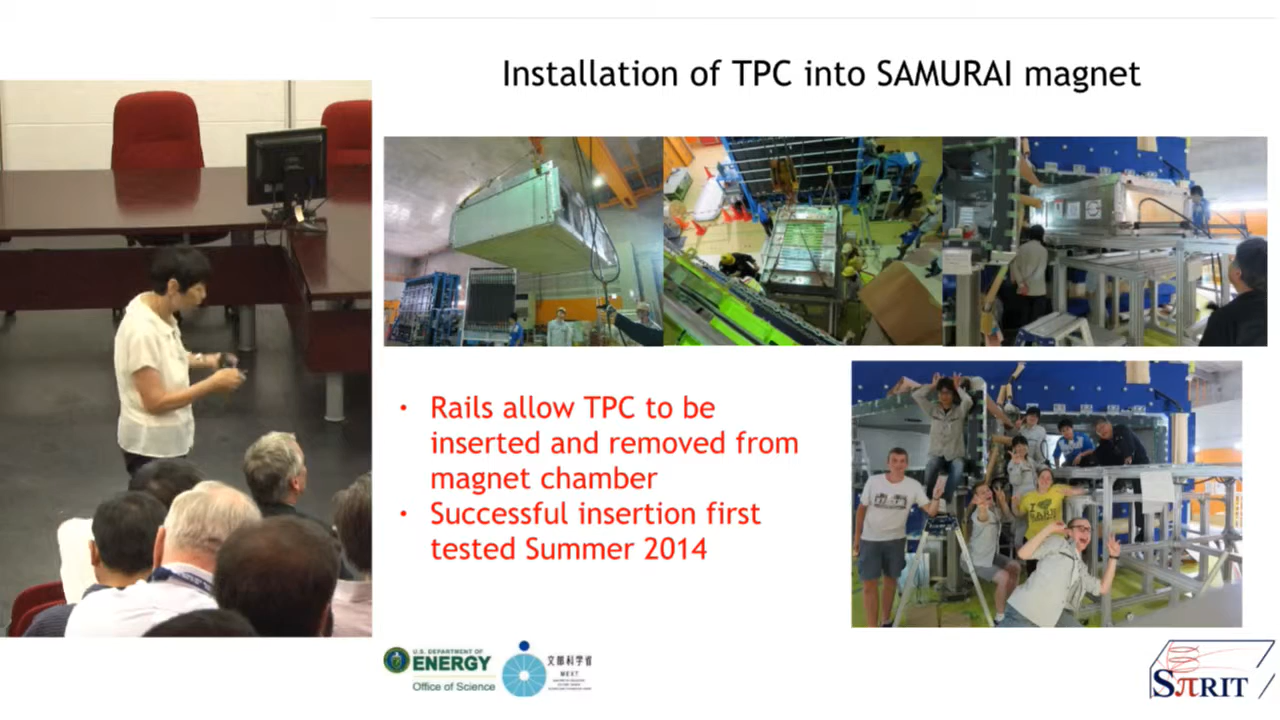 Installation of TPC into SAMURAI magnet
• Rails allow TPC to be
inserted and removed from
magnet chamber
• Successful insertion first
tested Summer 2014
U.S. DEPARTMENT OF
ENERGY
Office of Science
文部科学省
MEXT
SπRIT